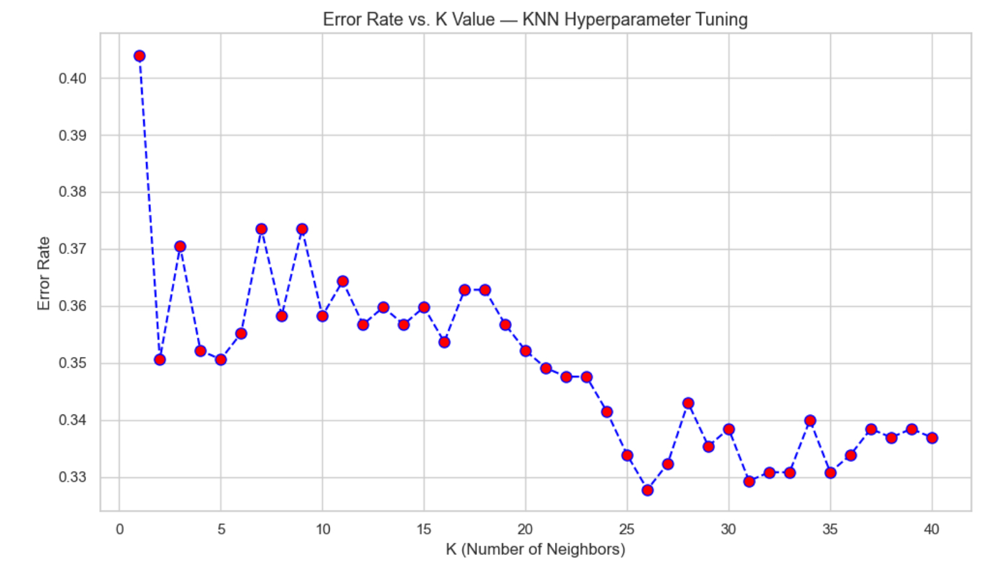 Error Rate vs. K Value — KNN Hyperparameter Tuning
Error Rate
0.40
0.39
0.38
0.37
0.36
0.35
0.34
0.33
0 5 10 15 20 25 30 35 40
K (Number of Neighbors)